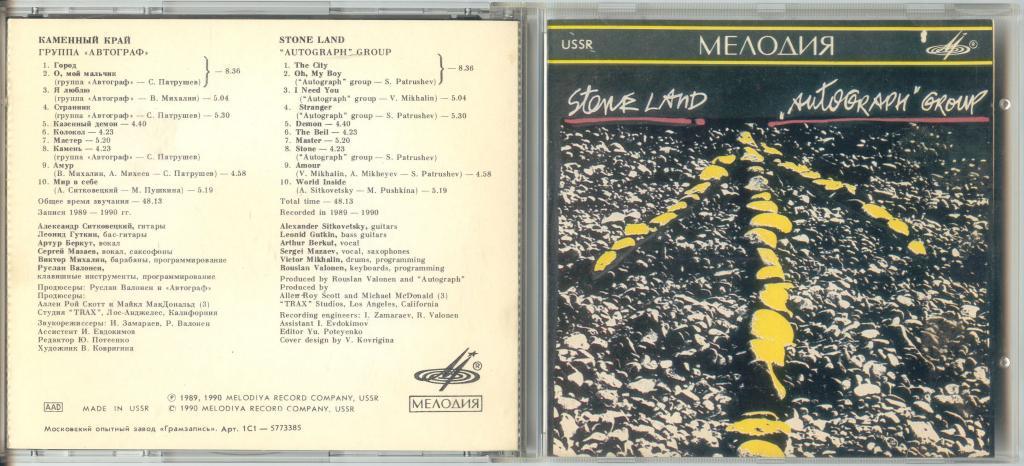 КАМЕННЫЙ КРАЙ
ГРУППА «АВТОГРАФ»
1. Город
2. О, мой мальчик
(группа «Автограф» — С. Патрушев) — 8.36
3. Я люблю
(группа «Автограф» — В. Михалин) — 5.04
4. Странник
(группа «Автограф» — С. Патрушев) — 5.30
5. Казенный демон — 4.40
6. Колокол — 4.23
7. Мастер — 5.20
8. Камень — 4.23
(группа «Автограф» — С. Патрушев)
9. Амур
(В. Михалин, А. Михеев — С. Патрушев) — 4.58
10. Мир в себе
(А. Ситковецкий — М. Пушкина) — 5.19
Общее время звучания — 48.13
Записи 1989 — 1990 гг.
Александр Ситковецкий, гитары
Леонид Гуткин, бас-гитары
Артур Беркут, вокал
Сергей Мазаев, вокал, саксофоны
Виктор Михалин, барабаны, программирование
Руслан Валонен,
клавишные инструменты, программирование
Продюсеры: Руслан Валонен и «Автограф»
Продюсеры:
Аллен Рой Скотт и Майкл МакДональд (3)
Студия "TRAX", Лос-Анджелес, Калифорния
Звукорежиссеры: И. Замараев, Р. Валонен
Ассистент И. Евдокимов
Редактор Ю. Потеенко
Художник В. Ковригина
STONE LAND
"AUTOGRAPH" GROUP
1. The City
2. Oh, My Boy
("Autograph" group — S. Patrushev) — 8.36
3. I Need You
("Autograph" group — V. Mikhalin) — 5.04
4. Stranger
("Autograph" group — S. Patrushev) — 5.30
5. Demon — 4.40
6. The Bell — 4.23
7. Master — 5.20
8. Stone — 4.23
("Autograph" group — S. Patrushev)
9. Amour
(V. Mikhalin, A. Mikheyev — S. Patrushev) — 4.58
10. World Inside
(A. Sitkovetsky — M. Pushkina) — 5.19
Total time — 48.13
Recorded in 1989 — 1990
Alexander Sitkovetsky, guitars
Leonid Gutkin, bass guitars
Arthur Berkut, vocal
Sergei Mazaev, vocal, saxophones
Victor Mikhalin, drums, programming
Rouslan Valonen, keyboards, programming
Produced by Rouslan Valonen and "Autograph"
Produced by
Allen Roy Scott and Michael McDonald (3)
"TRAX" Studios, Los Angeles, California
Recording engineers: I. Zamaraev, R. Valonen
Assistant I. Evdokimov
Editor Yu. Poteyenko
Cover design by V. Kovrigina
AAD
MADE IN USSR
Ⓟ 1989, 1990 MELODIYA RECORD COMPANY, USSR
© 1990 MELODIYA RECORD COMPANY, USSR
®
МЕЛОДИЯ
Московский опытный завод «Грамзапись». Арт. 1С1 — 5773385
USSR
МЕЛОДИЯ
®
STONE LAND
"AUTOGRAPH" GROUP